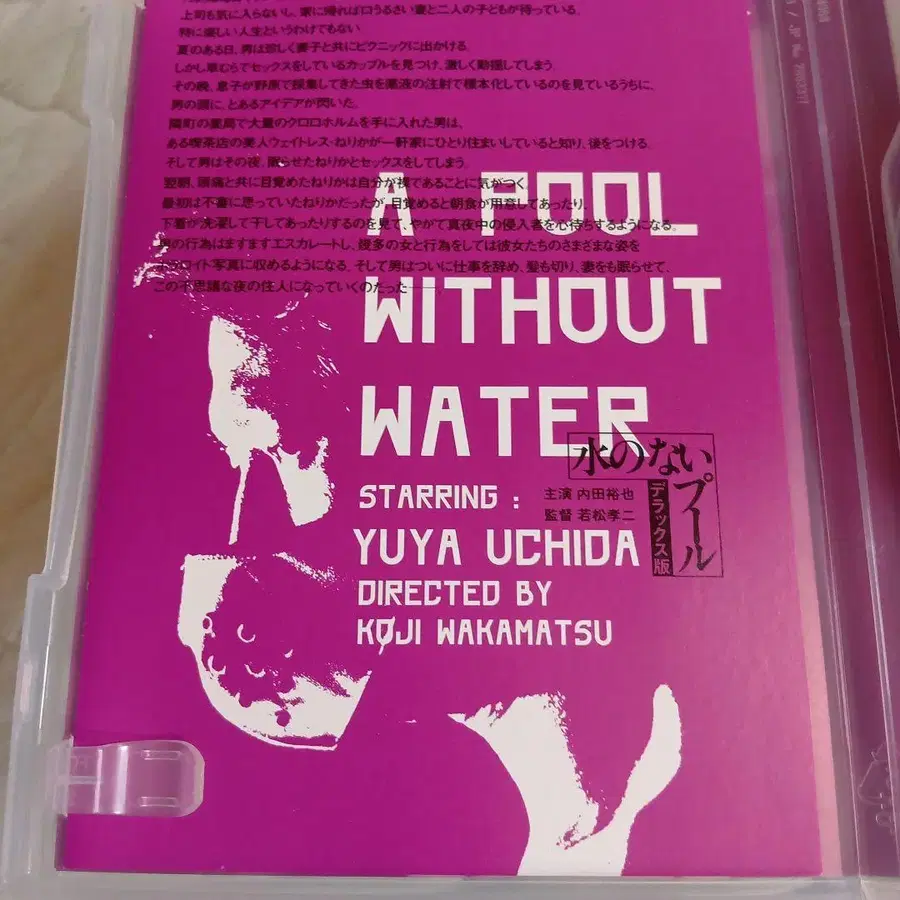 上司も気に入らないし、家に帰れば口うるさい妻と二人の子どもが待っている。
特に楽しい人生というわけでもない
夏のある日、男は珍しく妻子と共にピクニックに出かける。
しかし草むらでセックスをしているカップルを見つけ、激しく動揺してしまう。
その晩、息子が野原で採集してきた虫を薬液の注射で標本化しているのを見ているうちに、
男の頭に、とあるアイデアが閃いた。
隣町の薬局で大量のクロロホルムを手に入れた男は、
ある喫茶店の美人ウェイトレス・ねりかが一軒家にひとり住まいしていると知り、後をつける。
そして男はその夜、眠らせたねりかとセックスをしてしまう。
翌朝、頭痛と共に目覚めたねりかは自分が裸であることに気がつく。
最初は不審に思っていたねりかだったが、目覚めると朝食が用意してあったり、
下着が洗濯して干してあったりするのを見て、やがて真夜中の侵入者を心待ちするようになる。
の行為はますますエスカレートし、幾多の女と行為をしては彼女たちのさまざまな姿を
ポラロイド写真に収めるようになる。そして男はついに仕事を辞め、髪も切り、妻をも眠らせて、
この不思議な夜の住人になっていくのだった――。
A POOL
WITHOUT
WATER
水のない
プール
デラックス版
主演 内田裕也
監督 若松孝二
STARRING :
YUYA UCHIDA
DIRECTED BY
KOJI WAKAMATSU